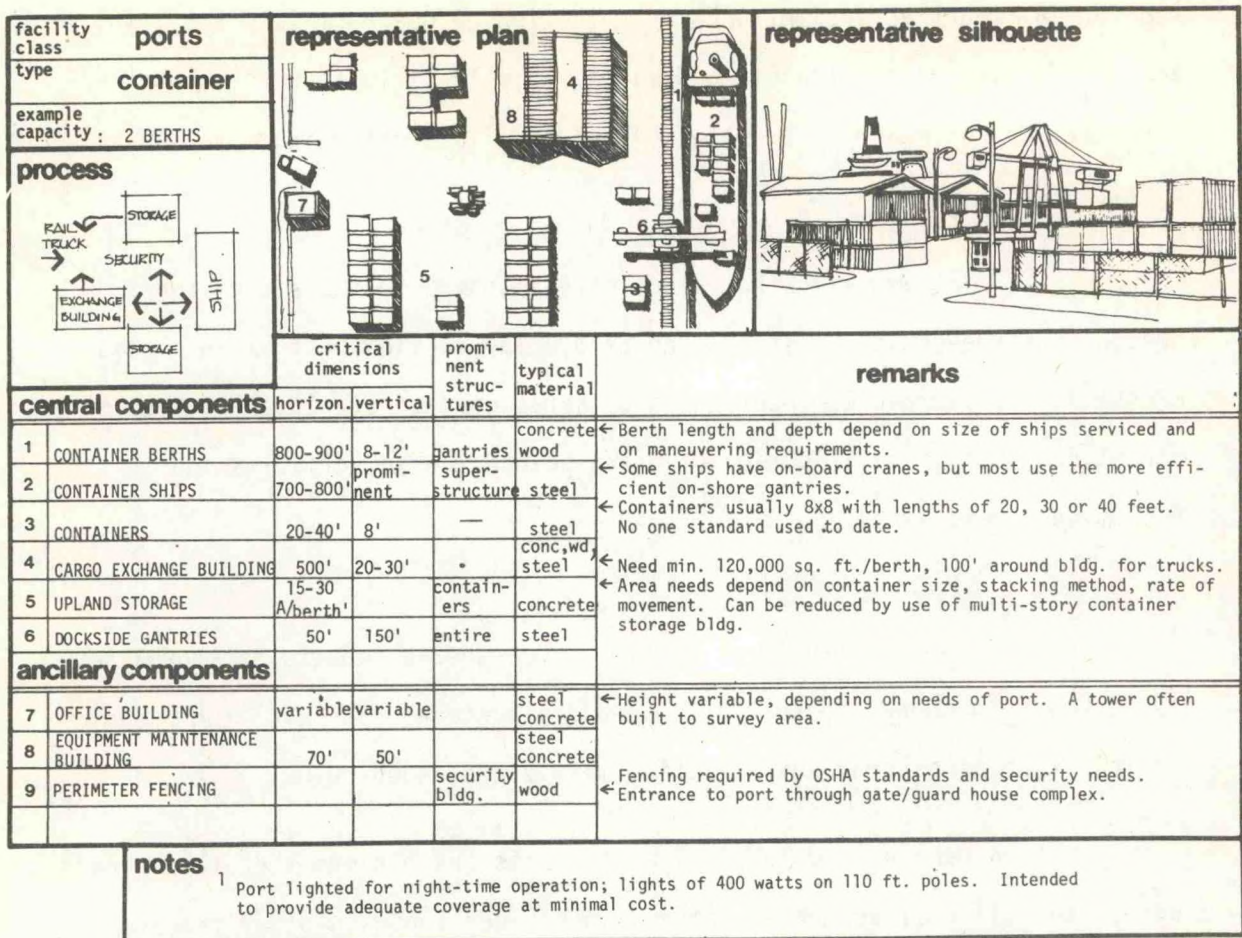 facility class ports
type container
example capacity : 2 BERTHS
process
RAIL
TRUCK
STORAGE
SECURITY
EXCHANGE
BUILDING
SHIP
STORAGE
representative plan
1
2
3
4
5
6
7
8
representative silhouette
central components
critical dimensions
horizon. vertical
promi-
nent
struc-
tures
typical
material
remarks
1 CONTAINER BERTHS 800-900' 8-12' gantries concrete wood
← Berth length and depth depend on size of ships serviced and
on maneuvering requirements.
2 CONTAINER SHIPS 700-800' promi-nent super-structure steel
← Some ships have on-board cranes, but most use the more effi-
cient on-shore gantries.
3 CONTAINERS 20-40' 8' — steel
← Containers usually 8x8 with lengths of 20, 30 or 40 feet.
No one standard used to date.
4 CARGO EXCHANGE BUILDING 500' 20-30' conc,wd, steel
← Need min. 120,000 sq. ft./berth, 100' around bldg. for trucks.
5 UPLAND STORAGE 15-30 A/berth' contain-ers concrete
← Area needs depend on container size, stacking method, rate of
movement. Can be reduced by use of multi-story container
storage bldg.
6 DOCKSIDE GANTRIES 50' 150' entire steel
ancillary components
7 OFFICE BUILDING variable variable steel concrete
← Height variable, depending on needs of port. A tower often
built to survey area.
8 EQUIPMENT MAINTENANCE BUILDING 70' 50' steel concrete
9 PERIMETER FENCING security bldg. wood
Fencing required by OSHA standards and security needs.
← Entrance to port through gate/guard house complex.
notes
1 Port lighted for night-time operation; lights of 400 watts on 110 ft. poles. Intended
to provide adequate coverage at minimal cost.